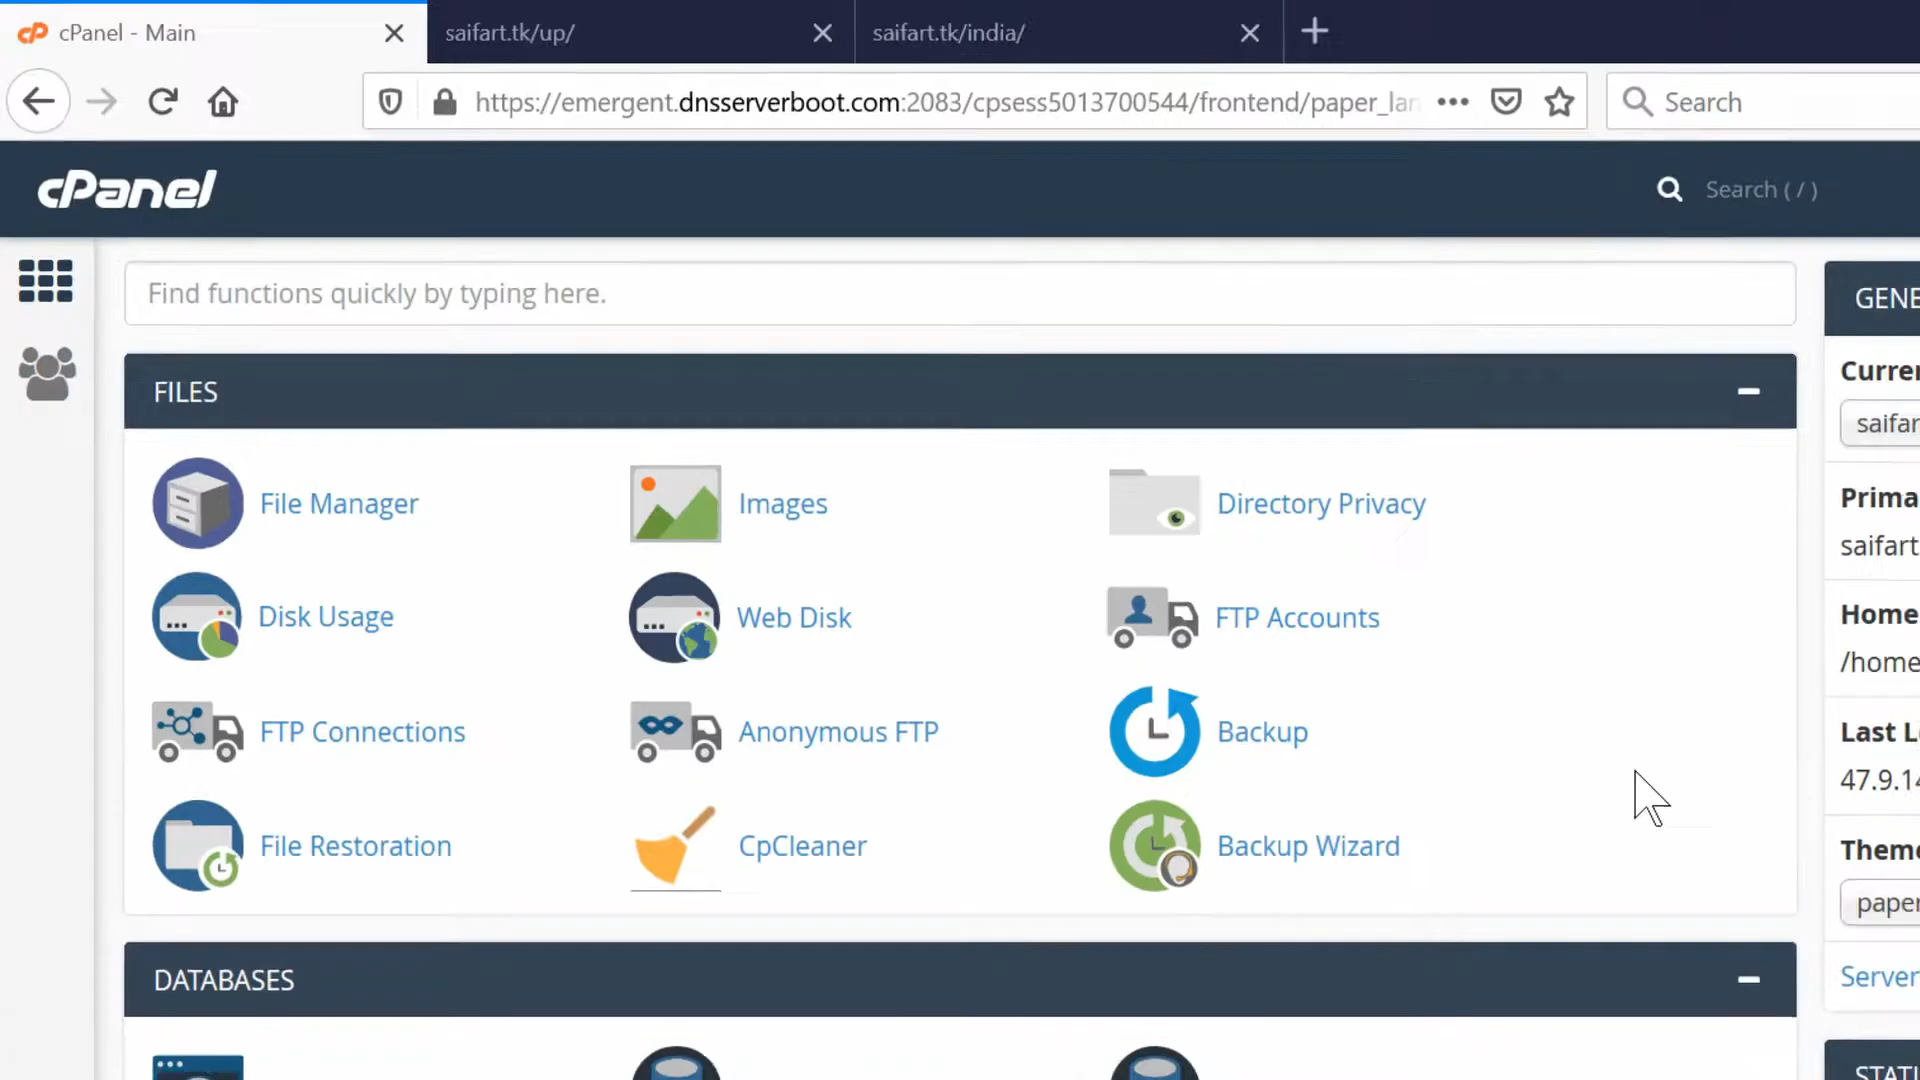 cPanel - Main
saifart.tk/up/
saifart.tk/india/
https://emergent.dnsserverboot.com:2083/cpsess5013700544/frontend/paper_lan
Search
cPanel
Search ( / )
Find functions quickly by typing here.
GENE
FILES
Curren
saifar
File Manager
Images
Directory Privacy
Prima
saifart
Disk Usage
Web Disk
FTP Accounts
Home
/home
FTP Connections
Anonymous FTP
Backup
Last L
47.9.14
File Restoration
CpCleaner
Backup Wizard
Theme
paper
DATABASES
Server
STATI